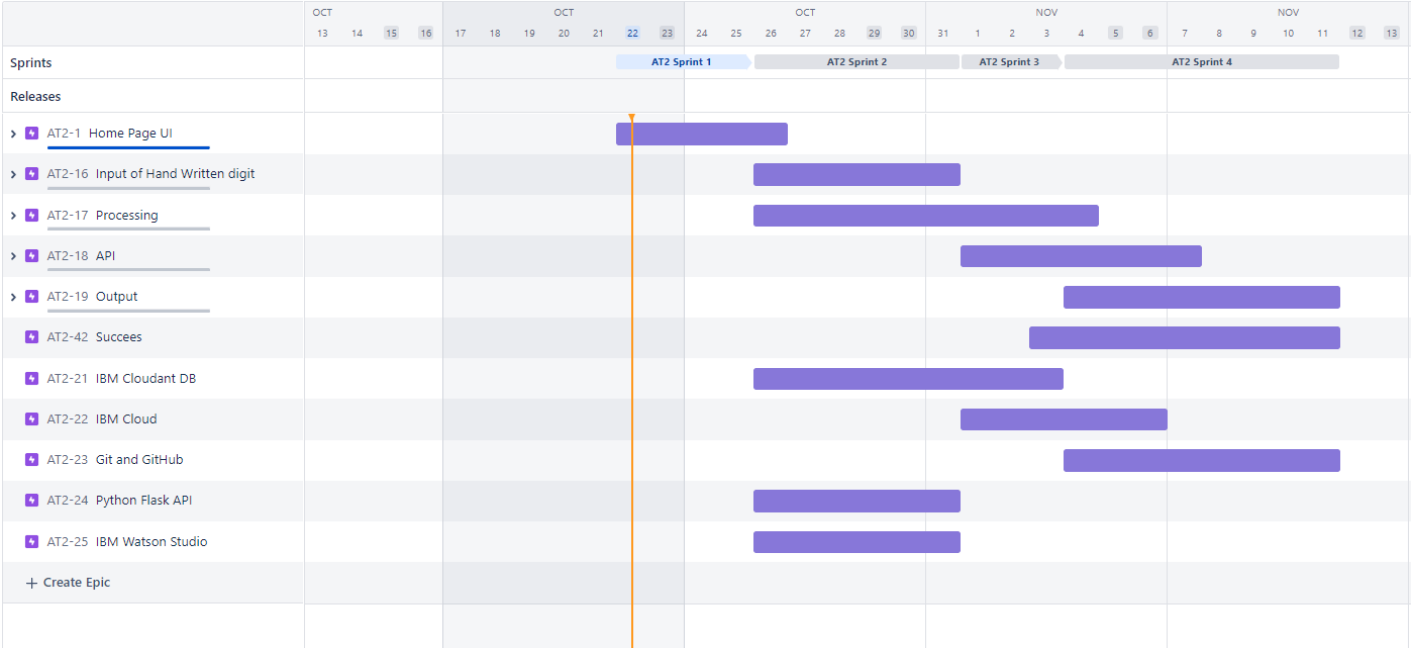 OCT OCT OCT NOV NOV
13 14 15 16 17 18 19 20 21 22 23 24 25 26 27 28 29 30 31 1 2 3 4 5 6 7 8 9 10 11 12 13
Sprints AT2 Sprint 1 AT2 Sprint 2 AT2 Sprint 3 AT2 Sprint 4
Releases
AT2-1 Home Page UI
AT2-16 Input of Hand Written digit
AT2-17 Processing
AT2-18 API
AT2-19 Output
AT2-42 Succees
AT2-21 IBM Cloudant DB
AT2-22 IBM Cloud
AT2-23 Git and GitHub
AT2-24 Python Flask API
AT2-25 IBM Watson Studio
+ Create Epic